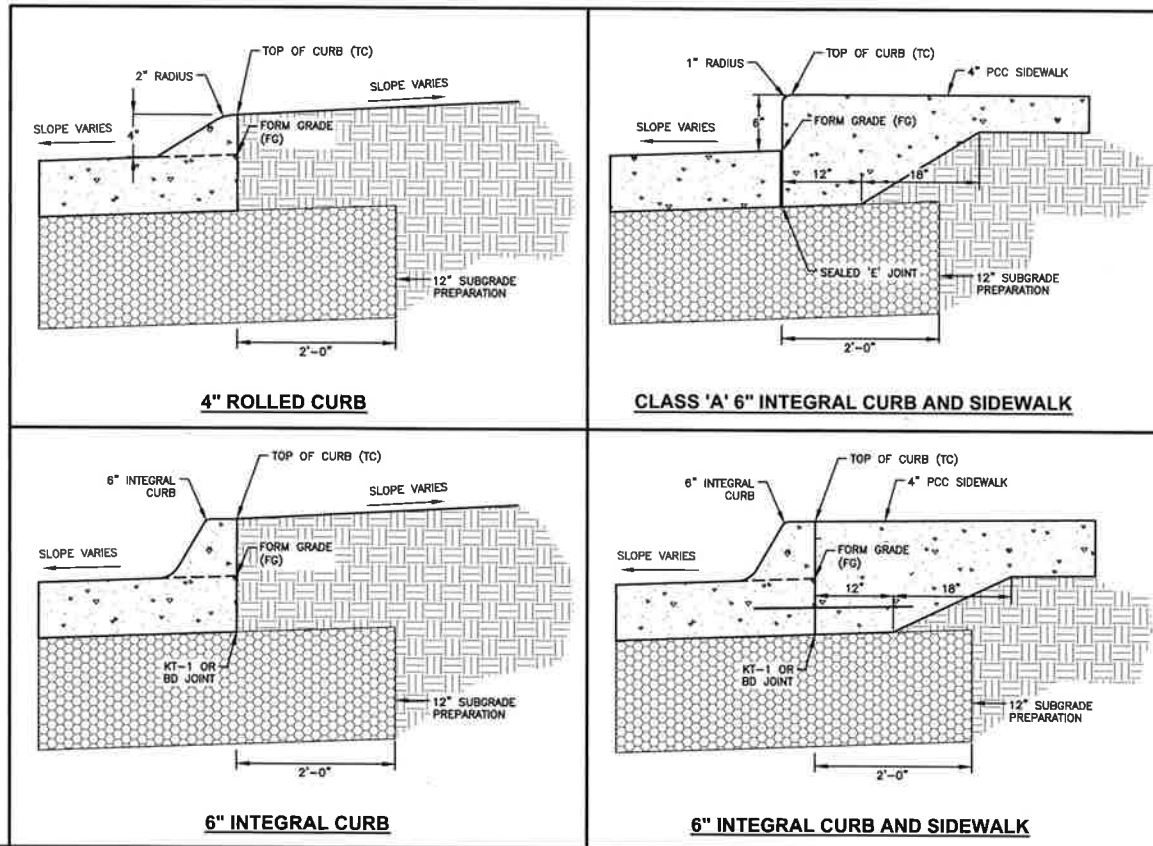 TOP OF CURB (TC)
2" RADIUS
SLOPE VARIES
SLOPE VARIES
4"
6"
FORM GRADE
(FG)
12" SUBGRADE
PREPARATION
2'-0"
4" ROLLED CURB
TOP OF CURB (TC)
1" RADIUS
4" PCC SIDEWALK
SLOPE VARIES
6"
FORM GRADE (FG)
12"
18"
SEALED 'E' JOINT
12" SUBGRADE
PREPARATION
2'-0"
CLASS 'A' 6" INTEGRAL CURB AND SIDEWALK
TOP OF CURB (TC)
6" INTEGRAL
CURB
SLOPE VARIES
SLOPE VARIES
FORM GRADE
(FG)
KT-1 OR
BD JOINT
12" SUBGRADE
PREPARATION
2'-0"
6" INTEGRAL CURB
TOP OF CURB (TC)
6" INTEGRAL
CURB
4" PCC SIDEWALK
SLOPE VARIES
FORM GRADE
(FG)
12"
18"
KT-1 OR
BD JOINT
12" SUBGRADE
PREPARATION
2'-0"
6" INTEGRAL CURB AND SIDEWALK